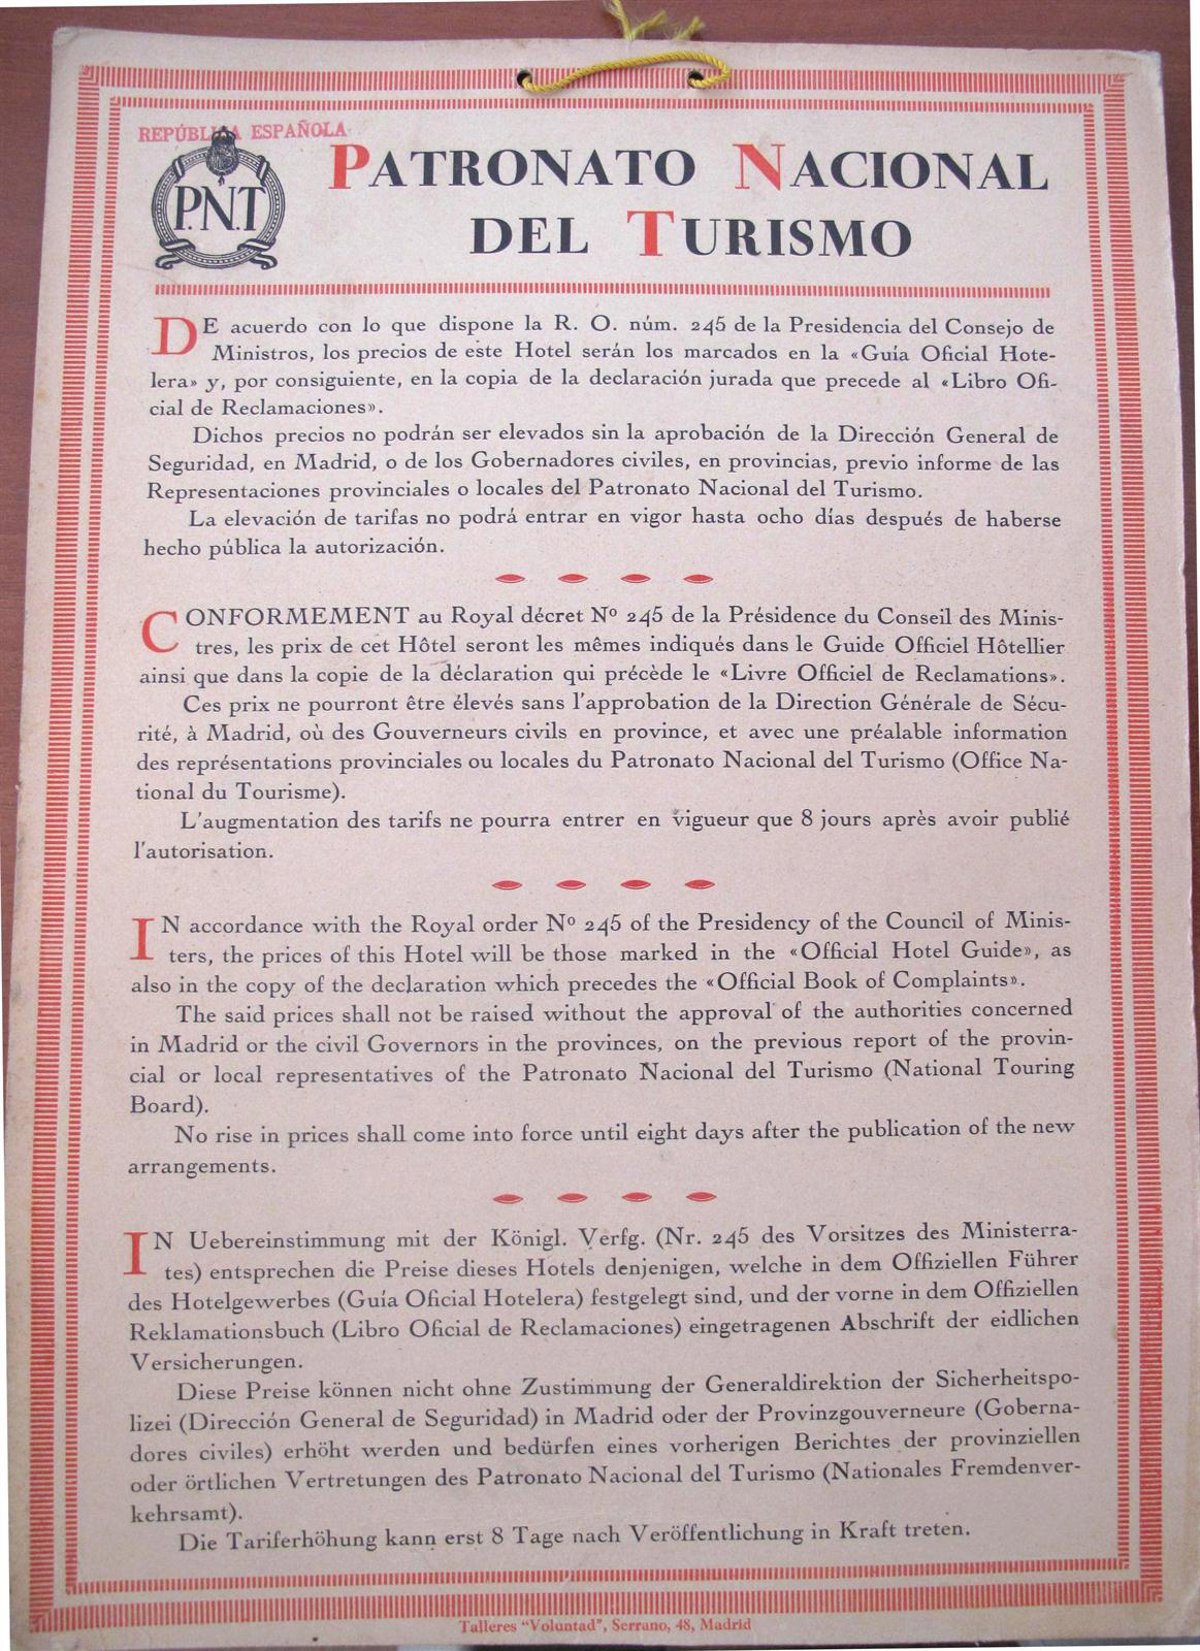 REPÚBLICA ESPAÑOLA
P.N.T
PATRONATO NACIONAL
DEL TURISMO
DE acuerdo con lo que dispone la R. O. núm. 245 de la Presidencia del Consejo de
Ministros, los precios de este Hotel serán los marcados en la «Guía Oficial Hote-
lera» y, por consiguiente, en la copia de la declaración jurada que precede al «Libro Ofi-
cial de Reclamaciones».
Dichos precios no podrán ser elevados sin la aprobación de la Dirección General de
Seguridad, en Madrid, o de los Gobernadores civiles, en provincias, previo informe de las
Representaciones provinciales o locales del Patronato Nacional del Turismo.
La elevación de tarifas no podrá entrar en vigor hasta ocho días después de haberse
hecho pública la autorización.
CONFORMEMENT au Royal décret Nº 245 de la Présidence du Conseil des Minis-
tres, les prix de cet Hôtel seront les mêmes indiqués dans le Guide Officiel Hôtellier
ainsi que dans la copie de la déclaration qui précède le «Livre Officiel de Reclamations».
Ces prix ne pourront être élevés sans l'approbation de la Direction Générale de Sécu-
rité, à Madrid, où des Gouverneurs civils en province, et avec une préalable information
des représentations provinciales ou locales du Patronato Nacional del Turismo (Office Na-
tional du Tourisme).
L'augmentation des tarifs ne pourra entrer en vigueur que 8 jours après avoir publié
l'autorisation.
IN accordance with the Royal order Nº 245 of the Presidency of the Council of Minis-
ters, the prices of this Hotel will be those marked in the «Official Hotel Guide», as
also in the copy of the declaration which precedes the «Official Book of Complaints».
The said prices shall not be raised without the approval of the authorities concerned
in Madrid or the civil Governors in the provinces, on the previous report of the provin-
cial or local representatives of the Patronato Nacional del Turismo (National Touring
Board).
No rise in prices shall come into force until eight days after the publication of the new
arrangements.
IN Uebereinstimmung mit der Königl. Verfg. (Nr. 245 des Vorsitzes des Ministerra-
tes) entsprechen die Preise dieses Hotels denjenigen, welche in dem Offiziellen Führer
des Hotelgewerbes (Guía Oficial Hotelera) festgelegt sind, und der vorne in dem Offiziellen
Reklamationsbuch (Libro Oficial de Reclamaciones) eingetragenen Abschrift der eidlichen
Versicherungen.
Diese Preise können nicht ohne Zustimmung der Generaldirektion der Sicherheitspo-
lizei (Dirección General de Seguridad) in Madrid oder der Provinzgouverneure (Goberna-
dores civiles) erhöht werden und bedürfen eines vorherigen Berichtes der provinziellen
oder örtlichen Vertretungen des Patronato Nacional del Turismo (Nationales Fremdenver-
kehrsamt).
Die Tariferhöhung kann erst 8 Tage nach Veröffentlichung in Kraft treten.
Talleres "Voluntad", Serrano, 48, Madrid